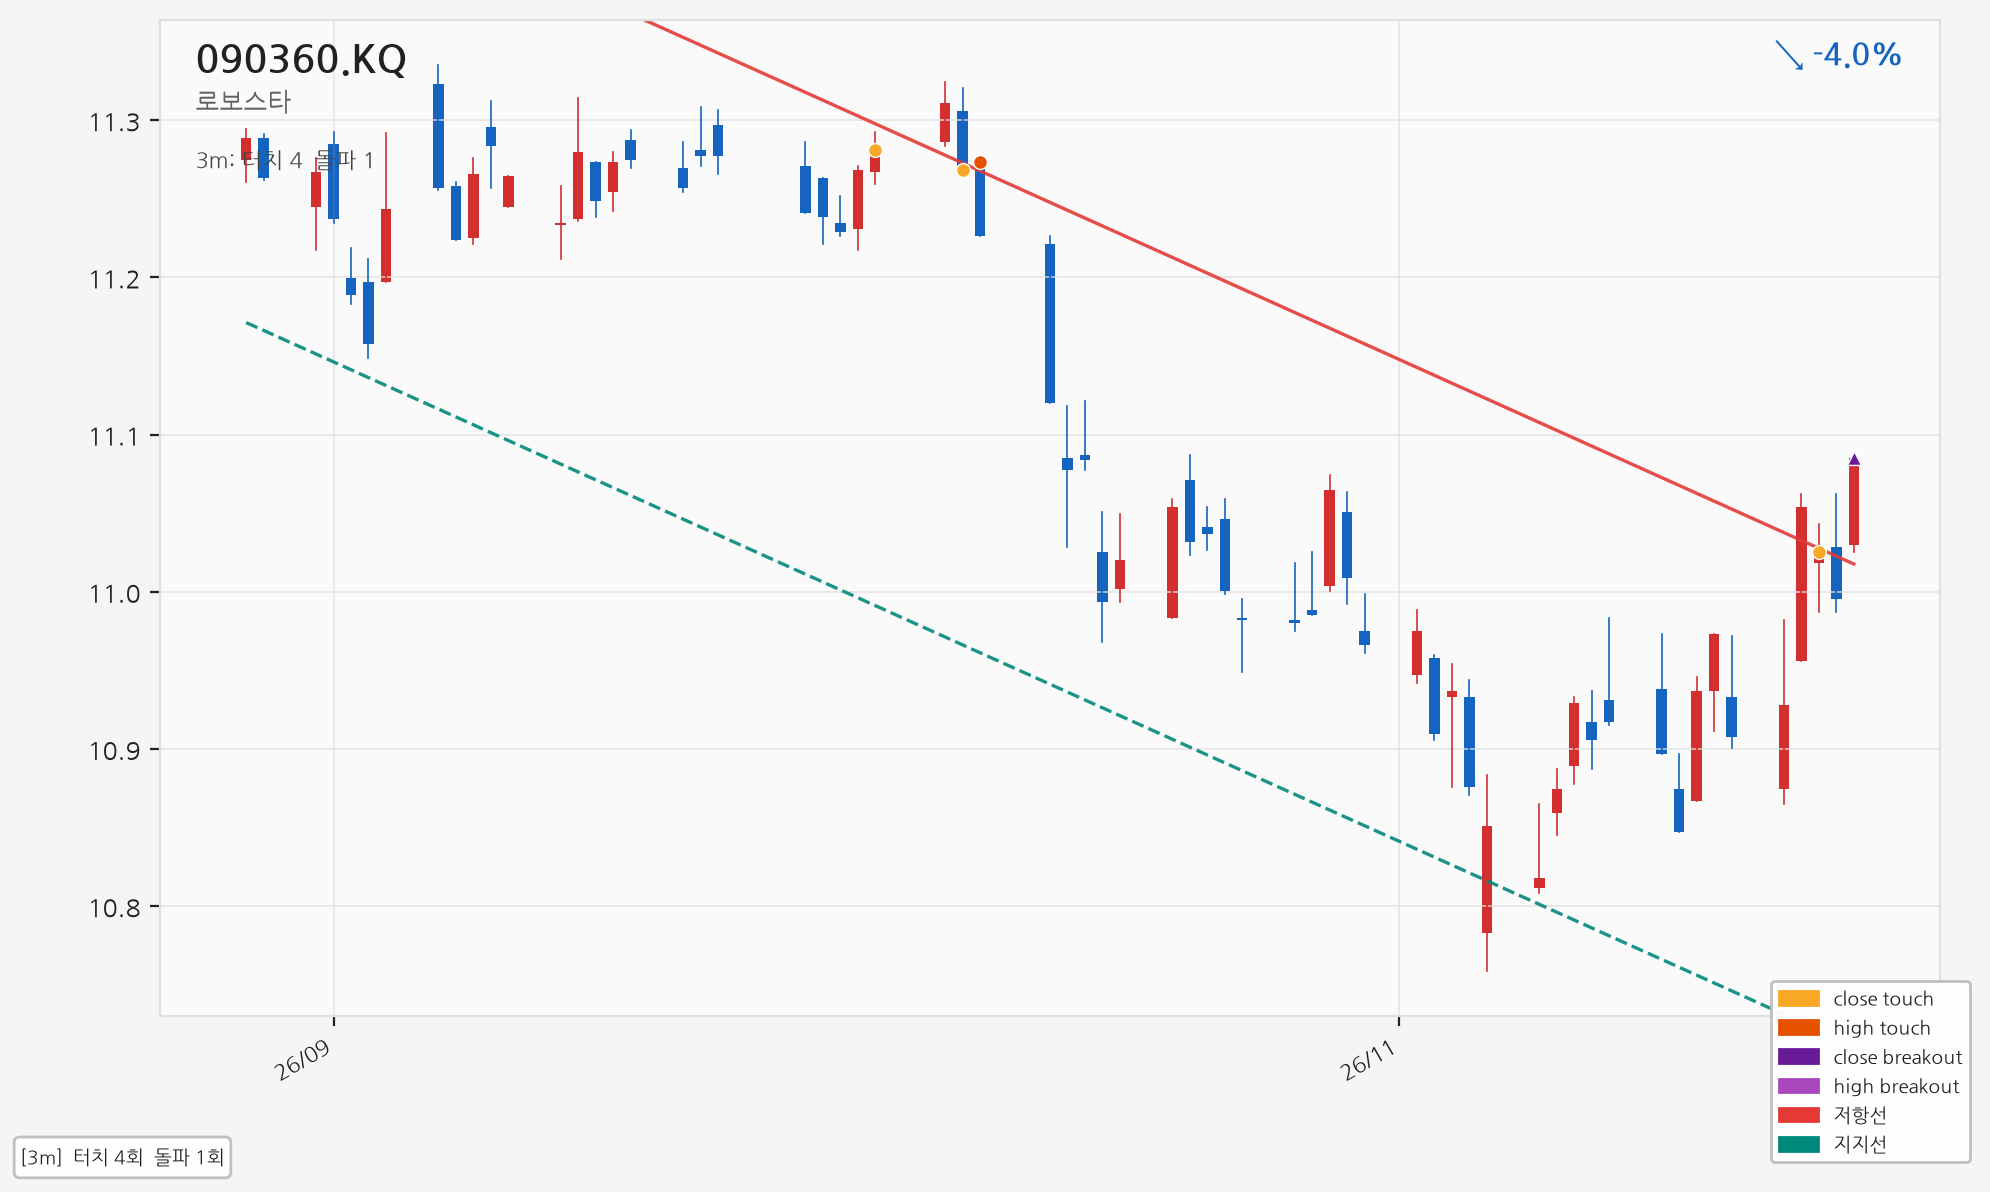 090360.KQ
로보스타
3m: 터치 4 돌파 1
-4.0%
11.3
11.2
11.1
11.0
10.9
10.8
26/09
26/11
close touch
high touch
close breakout
high breakout
저항선
지지선
[3m] 터치 4회 돌파 1회